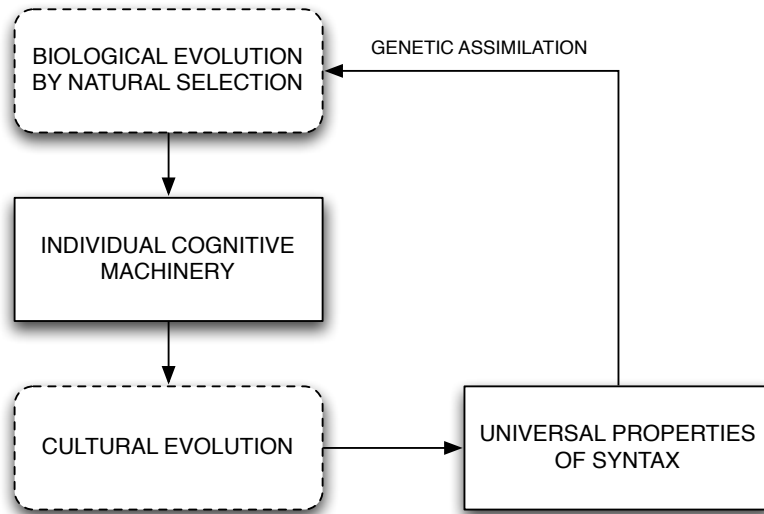 BIOLOGICAL EVOLUTION
BY NATURAL SELECTION
GENETIC ASSIMILATION
INDIVIDUAL COGNITIVE
MACHINERY
CULTURAL EVOLUTION
UNIVERSAL PROPERTIES
OF SYNTAX